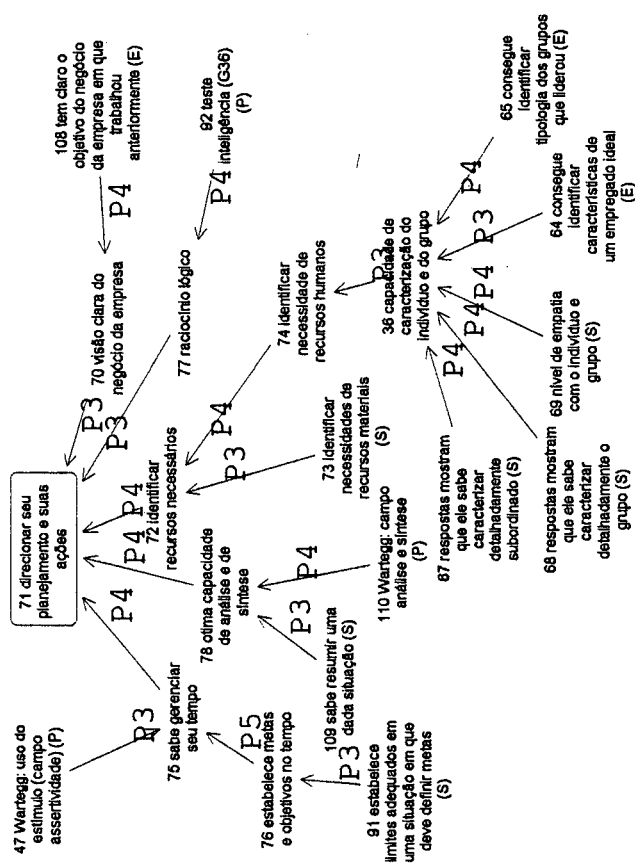 71 direcionar seu
planejamento e suas
ações
47 Wartegg: uso do
estímulo (campo
assertividade) (P)
P3
75 sabe gerenciar
seu tempo
P4
76 estabelece metas
e objetivos no tempo
P5
91 estabelece
limites adequados em
uma situação em que
deve definir metas
(S)
P3
78 otima capacidade
de análise e de
síntese
P4
109 sabe resumir uma
dada situação (S)
P3
110 Wartegg: campo
análise e síntese
(P)
P4
72 identificar
recursos necessários
P4
73 identificar
necessidades de
recursos materiais
(S)
P3
74 identificar
necessidade de
recursos humanos
P4
70 visão clara do
negócio da empresa
P3
108 tem claro o
objetivo do negócio
da empresa em que
trabalhou
anteriormente (E)
P4
77 raciocínio lógico
P3
92 teste
inteligência (G36)
(P)
P4
36 capacidade de
caracterização do
indivíduo e do grupo
P3
67 respostas mostram
que ele sabe
caracterizar
detalhadamente
subordinado (S)
P4
68 respostas mostram
que ele sabe
caracterizar
detalhadamente o
grupo (S)
P4
69 nível de empatia
com o indivíduo e
grupo (S)
P4
64 consegue
identificar
características de
um empregado ideal
(E)
P3
65 consegue
identificar
tipologia dos grupos
que liderou (E)
P4